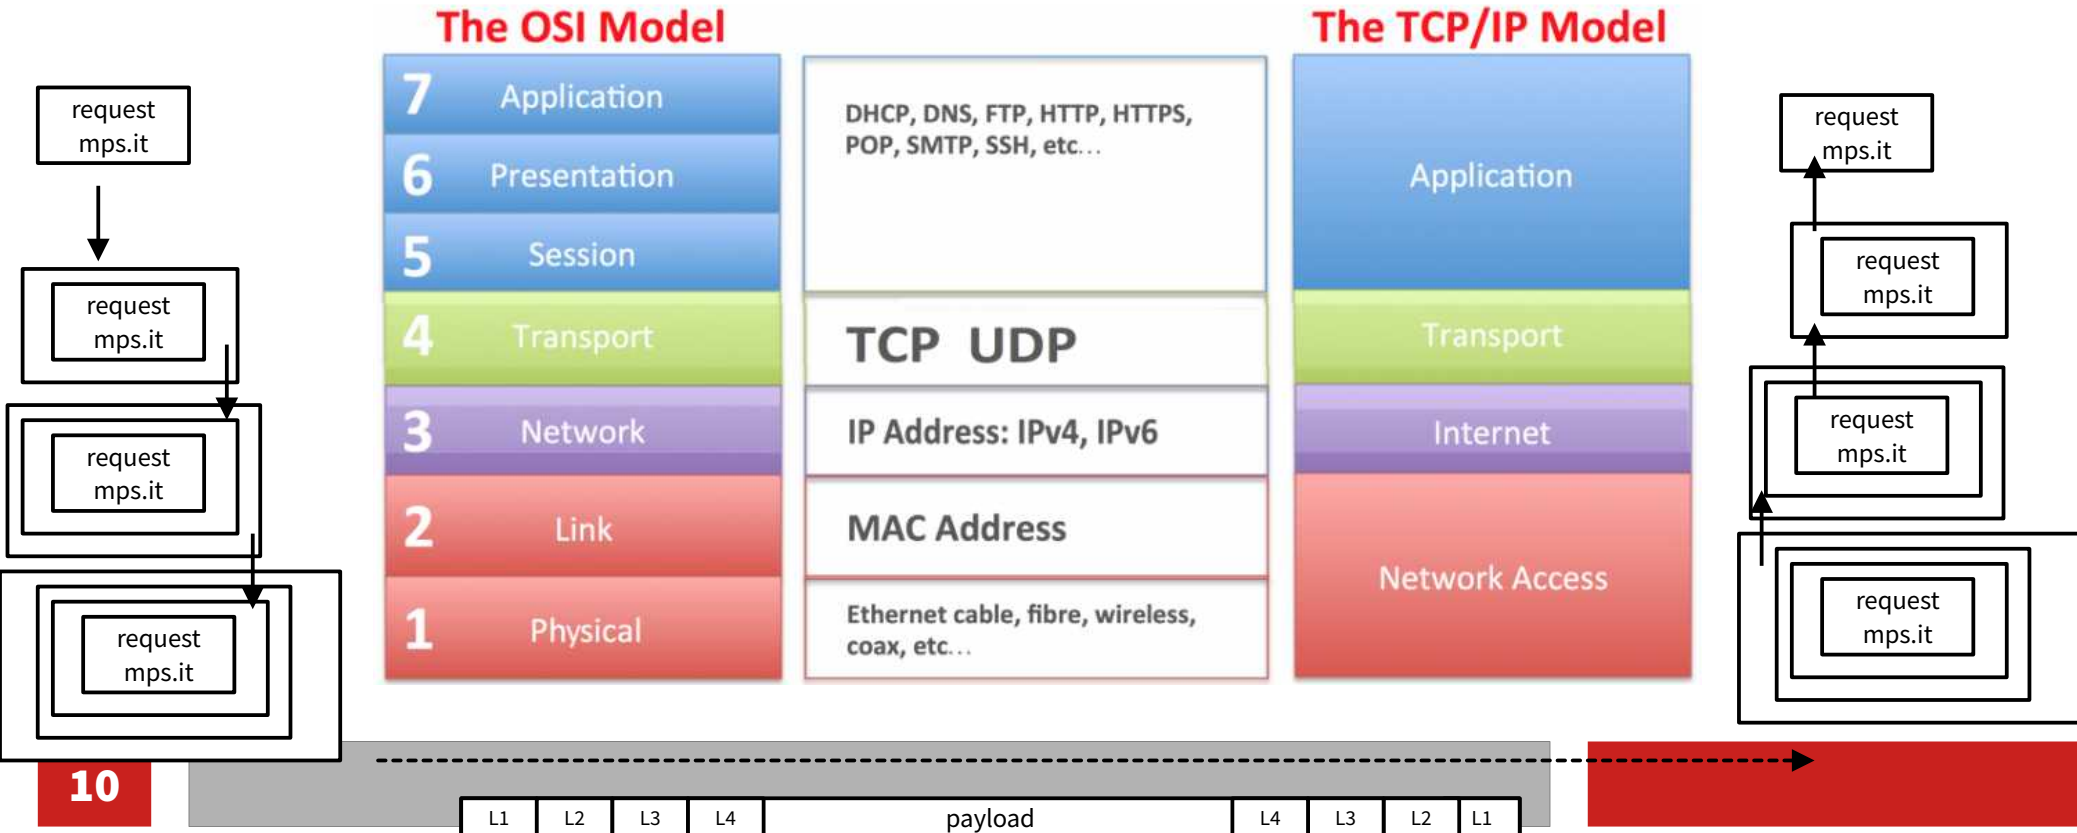 The OSI Model
The TCP/IP Model
request
mps.it
request
mps.it
request
mps.it
request
mps.it
7 Application
6 Presentation
5 Session
4 Transport
3 Network
2 Link
1 Physical
DHCP, DNS, FTP, HTTP, HTTPS,
POP, SMTP, SSH, etc...
TCP UDP
IP Address: IPv4, IPv6
MAC Address
Ethernet cable, fibre, wireless,
coax, etc...
Application
Transport
Internet
Network Access
request
mps.it
request
mps.it
request
mps.it
request
mps.it
10
L1 L2 L3 L4 payload L4 L3 L2 L1